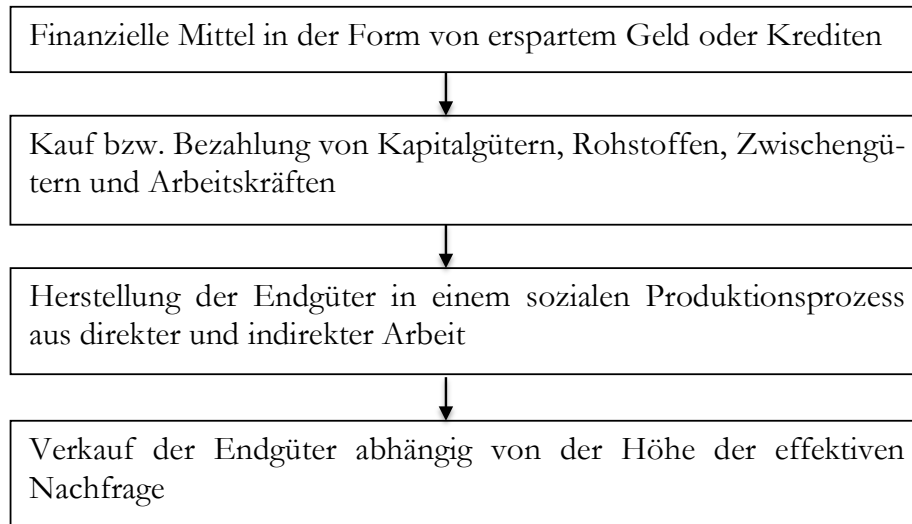 Finanzielle Mittel in der Form von erspartem Geld oder Krediten
Kauf bzw. Bezahlung von Kapitalgütern, Rohstoffen, Zwischengü-
tern und Arbeitskräften
Herstellung der Endgüter in einem sozialen Produktionsprozess
aus direkter und indirekter Arbeit
Verkauf der Endgüter abhängig von der Höhe der effektiven
Nachfrage